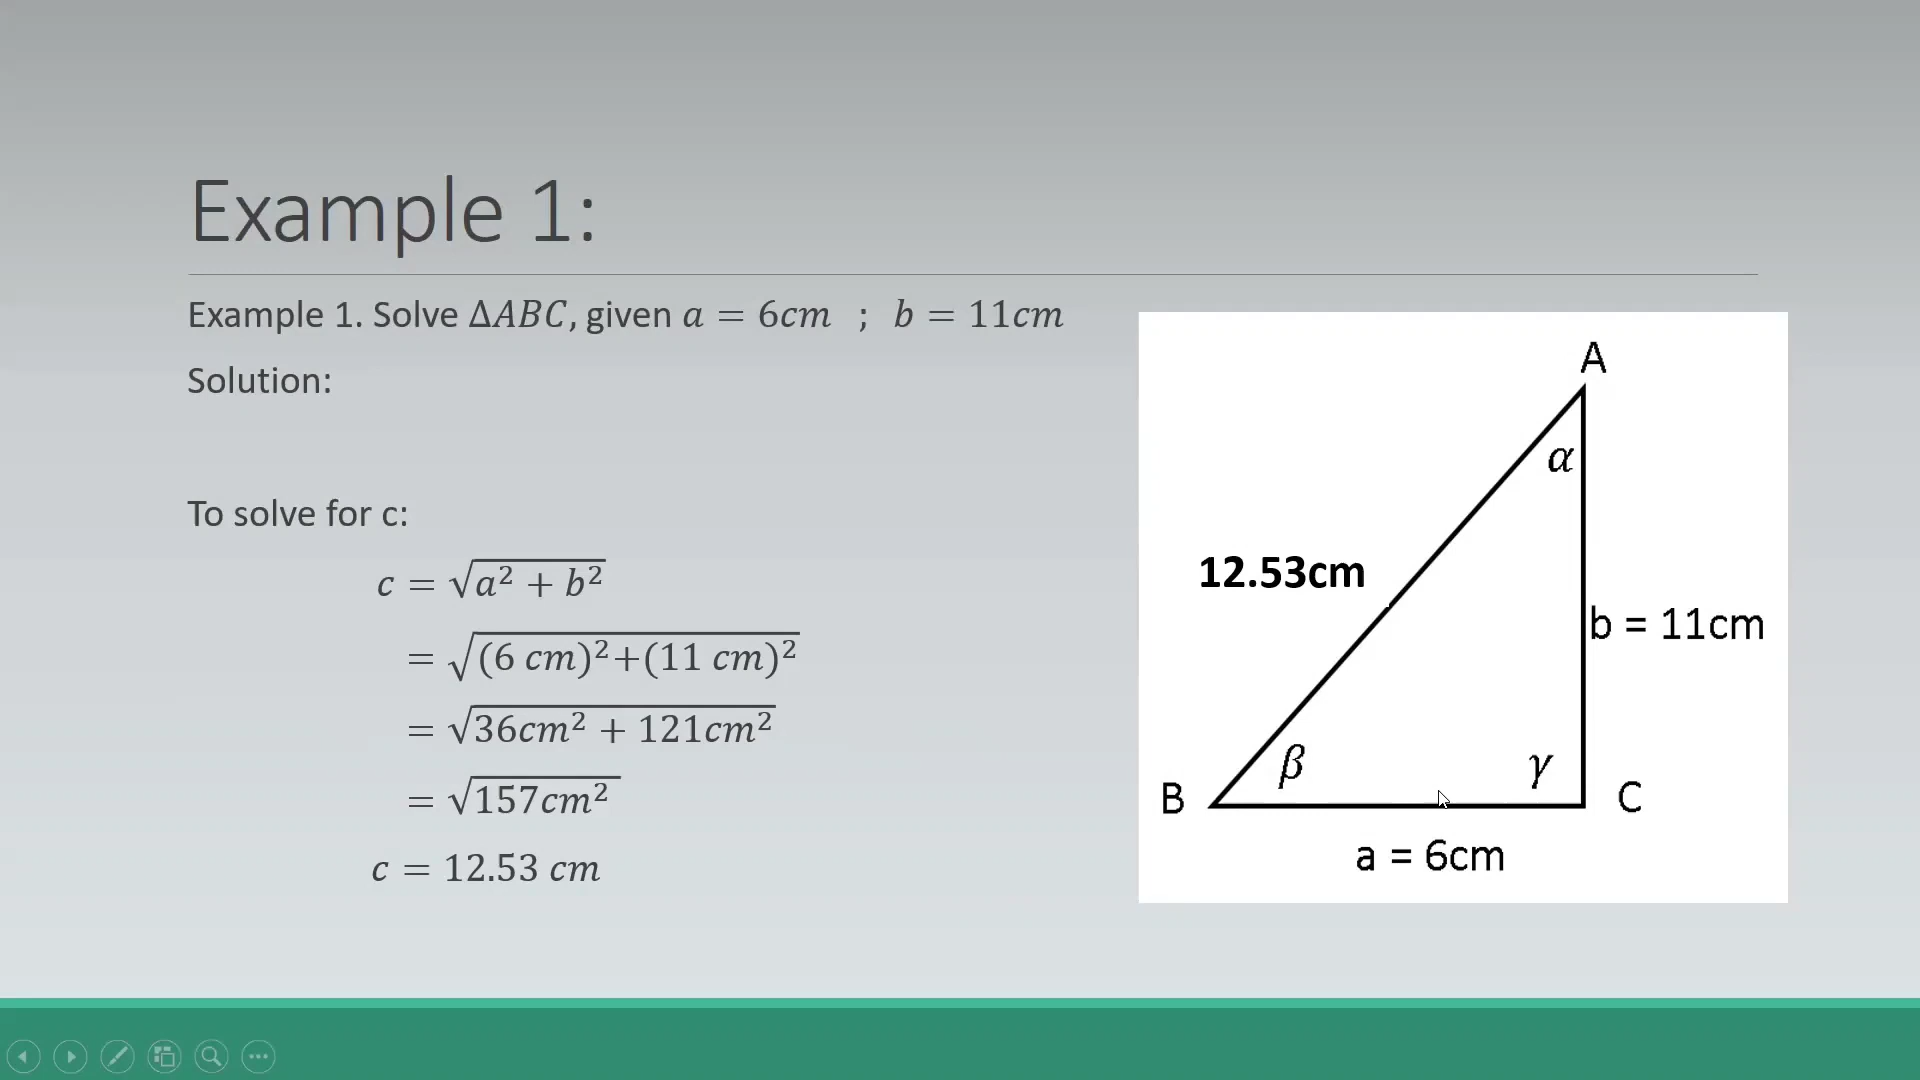 Example 1:
Example 1. Solve ΔABC, given a = 6cm ; b = 11cm
Solution:
To solve for c:
c = √(a² + b²)
= √((6 cm)²+(11 cm)²)
= √(36cm² + 121cm²)
= √(157cm²)
c = 12.53 cm
A
α
12.53cm
b = 11cm
β
γ
B
C
a = 6cm